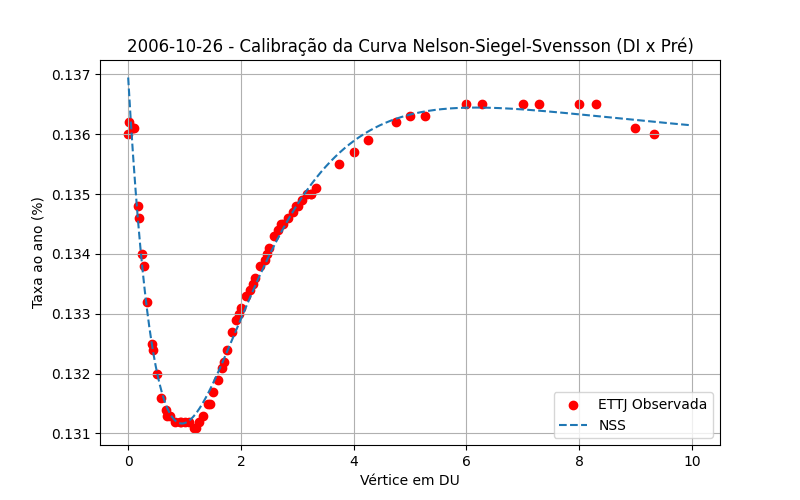 2006-10-26 - Calibração da Curva Nelson-Siegel-Svensson (DI x Pré)
Taxa ao ano (%)
0.137
0.136
0.135
0.134
0.133
0.132
0.131
ETTJ Observada
NSS
0 2 4 6 8 10
Vértice em DU